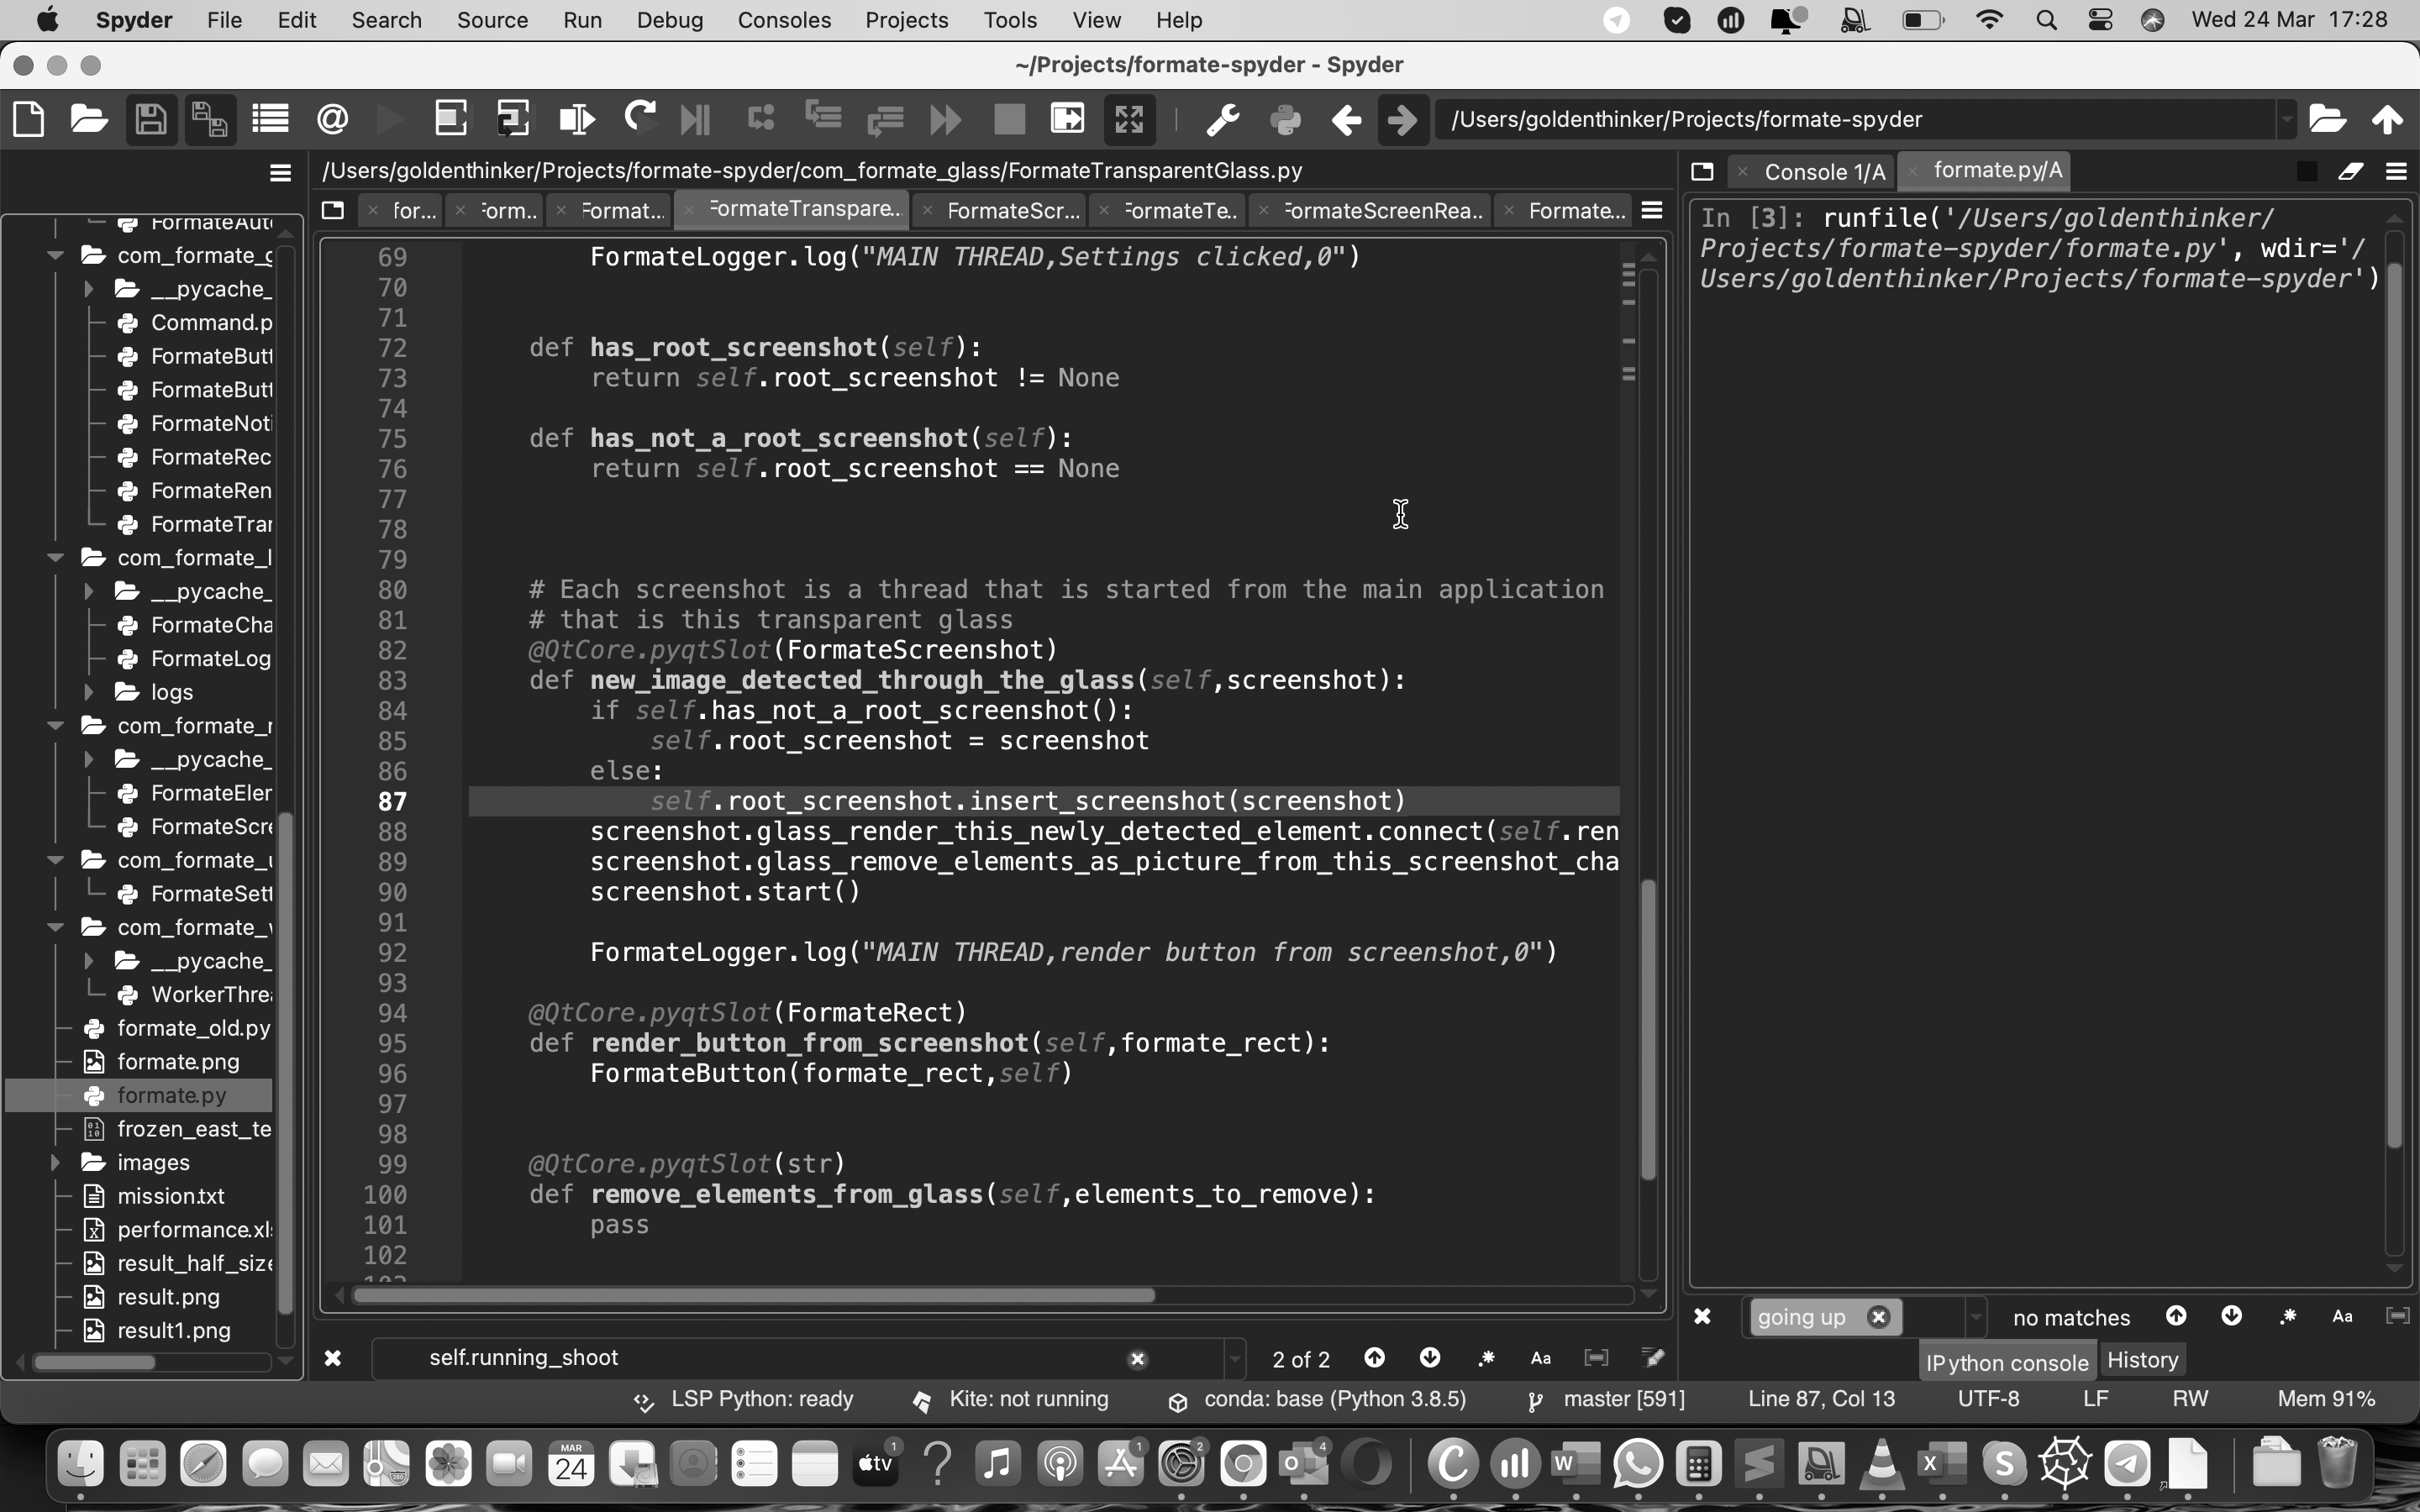 Spyder File Edit Search Source Run Debug Consoles Projects Tools View Help Wed 24 Mar 17:28
~/Projects/formate-spyder - Spyder
/Users/goldenthinker/Projects/formate-spyder
/Users/goldenthinker/Projects/formate-spyder/com_formate_glass/FormateTransparentGlass.py
for... Form.. Format... FormateTranspare... FormateScr... FormateTe.. FormateScreenRea.. Formate...
Console 1/A formate.py/A
FormateAut
com_formate_g
__pycache_
Command.p
FormateButt
FormateButt
FormateNoti
FormateRec
FormateRen
FormateTran
com_formate_l
__pycache_
FormateCha
FormateLog
logs
com_formate_r
__pycache_
FormateElem
FormateScre
com_formate_u
FormateSett
com_formate_w
__pycache_
WorkerThrea
formate_old.py
formate.png
formate.py
frozen_east_te
images
mission.txt
performance.xls
result_half_size
result.png
result1.png
69 FormateLogger.log("MAIN THREAD,Settings clicked,0")
70
71
72 def has_root_screenshot(self):
73 return self.root_screenshot != None
74
75 def has_not_a_root_screenshot(self):
76 return self.root_screenshot == None
77
78
79
80 # Each screenshot is a thread that is started from the main application
81 # that is this transparent glass
82 @QtCore.pyqtSlot(FormateScreenshot)
83 def new_image_detected_through_the_glass(self,screenshot):
84 if self.has_not_a_root_screenshot():
85 self.root_screenshot = screenshot
86 else:
87 self.root_screenshot.insert_screenshot(screenshot)
88 screenshot.glass_render_this_newly_detected_element.connect(self.ren
89 screenshot.glass_remove_elements_as_picture_from_this_screenshot_cha
90 screenshot.start()
91
92 FormateLogger.log("MAIN THREAD,render button from screenshot,0")
93
94 @QtCore.pyqtSlot(FormateRect)
95 def render_button_from_screenshot(self,formate_rect):
96 FormateButton(formate_rect,self)
97
98
99 @QtCore.pyqtSlot(str)
100 def remove_elements_from_glass(self,elements_to_remove):
101 pass
102
103
In [3]: runfile('/Users/goldenthinker/
Projects/formate-spyder/formate.py', wdir='/
Users/goldenthinker/Projects/formate-spyder')
going up no matches Aa
self.running_shoot 2 of 2 Aa
IPython console History
LSP Python: ready Kite: not running conda: base (Python 3.8.5) master [591] Line 87, Col 13 UTF-8 LF RW Mem 91%
MAR
24
tv
1
1
2
4